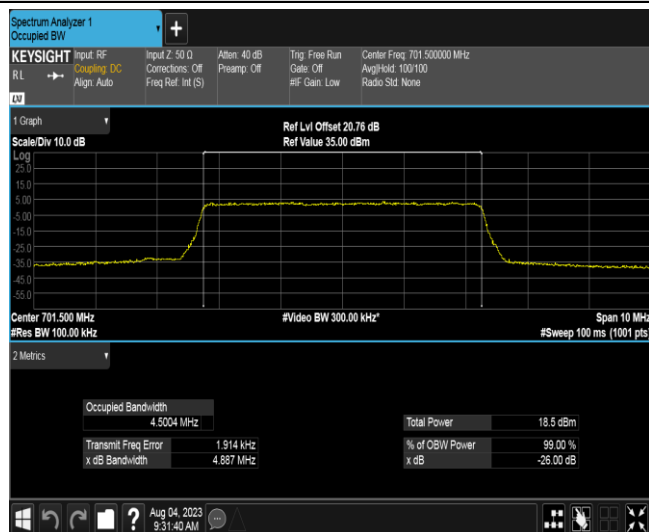 Spectrum Analyzer 1
Occupied BW
+
KEYSIGHT
RL
LXI
Input: RF
Coupling: DC
Align: Auto
Input Z: 50 Ω
Corrections: Off
Freq Ref: Int (S)
Atten: 40 dB
Preamp: Off
Trig: Free Run
Gate: Off
#IF Gain: Low
Center Freq: 701.500000 MHz
Avg|Hold: 100/100
Radio Std: None
1 Graph
Scale/Div 10.0 dB
Ref Lvl Offset 20.76 dB
Ref Value 35.00 dBm
Log
25.0
15.0
5.00
-5.00
-15.0
-25.0
-35.0
-45.0
-55.0
Center 701.500 MHz
#Res BW 100.00 kHz
#Video BW 300.00 kHz*
Span 10 MHz
#Sweep 100 ms (1001 pts)
2 Metrics
Occupied Bandwidth
4.5004 MHz
Transmit Freq Error 1.914 kHz
x dB Bandwidth 4.887 MHz
Total Power 18.5 dBm
% of OBW Power 99.00 %
x dB -26.00 dB
?
Aug 04, 2023
9:31:40 AM